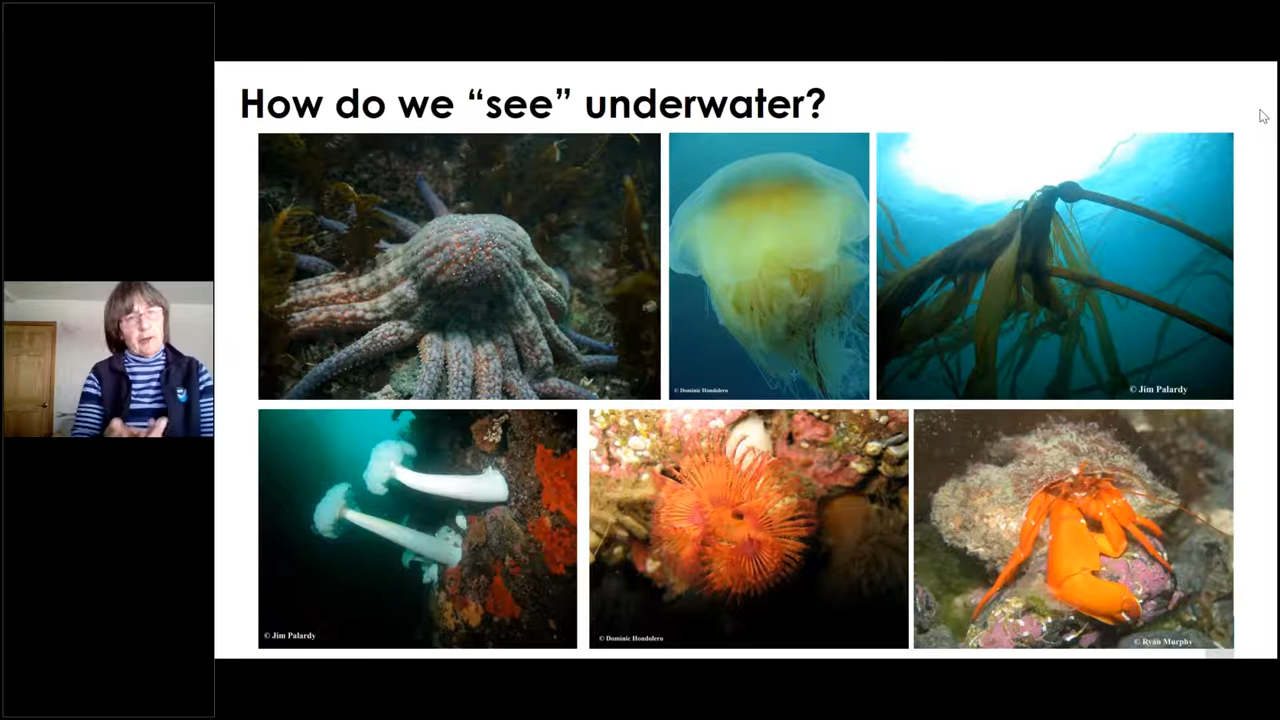 How do we “see” underwater?
© Dominic Hondolero
© Jim Palardy
© Jim Palardy
© Dominic Hondolero
© Ryan Murphy